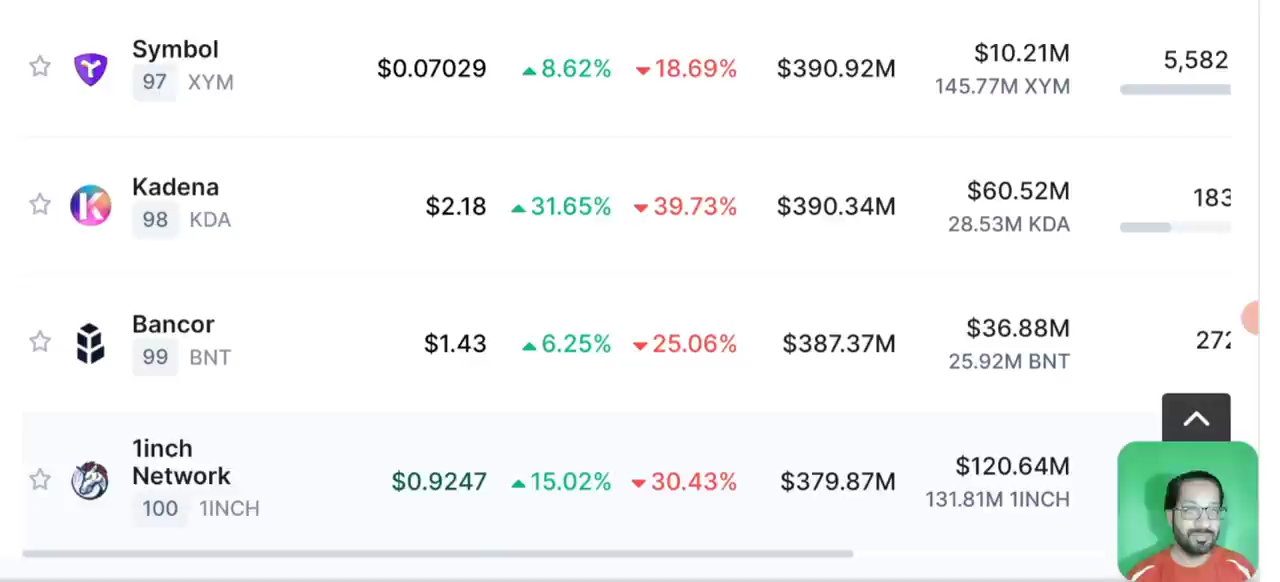 Symbol
97 XYM
$0.07029
8.62%
18.69%
$390.92M
$10.21M
145.77M XYM
5,582
Kadena
98 KDA
$2.18
31.65%
39.73%
$390.34M
$60.52M
28.53M KDA
183
Bancor
99 BNT
$1.43
6.25%
25.06%
$387.37M
$36.88M
25.92M BNT
272
1inch
Network
100 1INCH
$0.9247
15.02%
30.43%
$379.87M
$120.64M
131.81M 1INCH